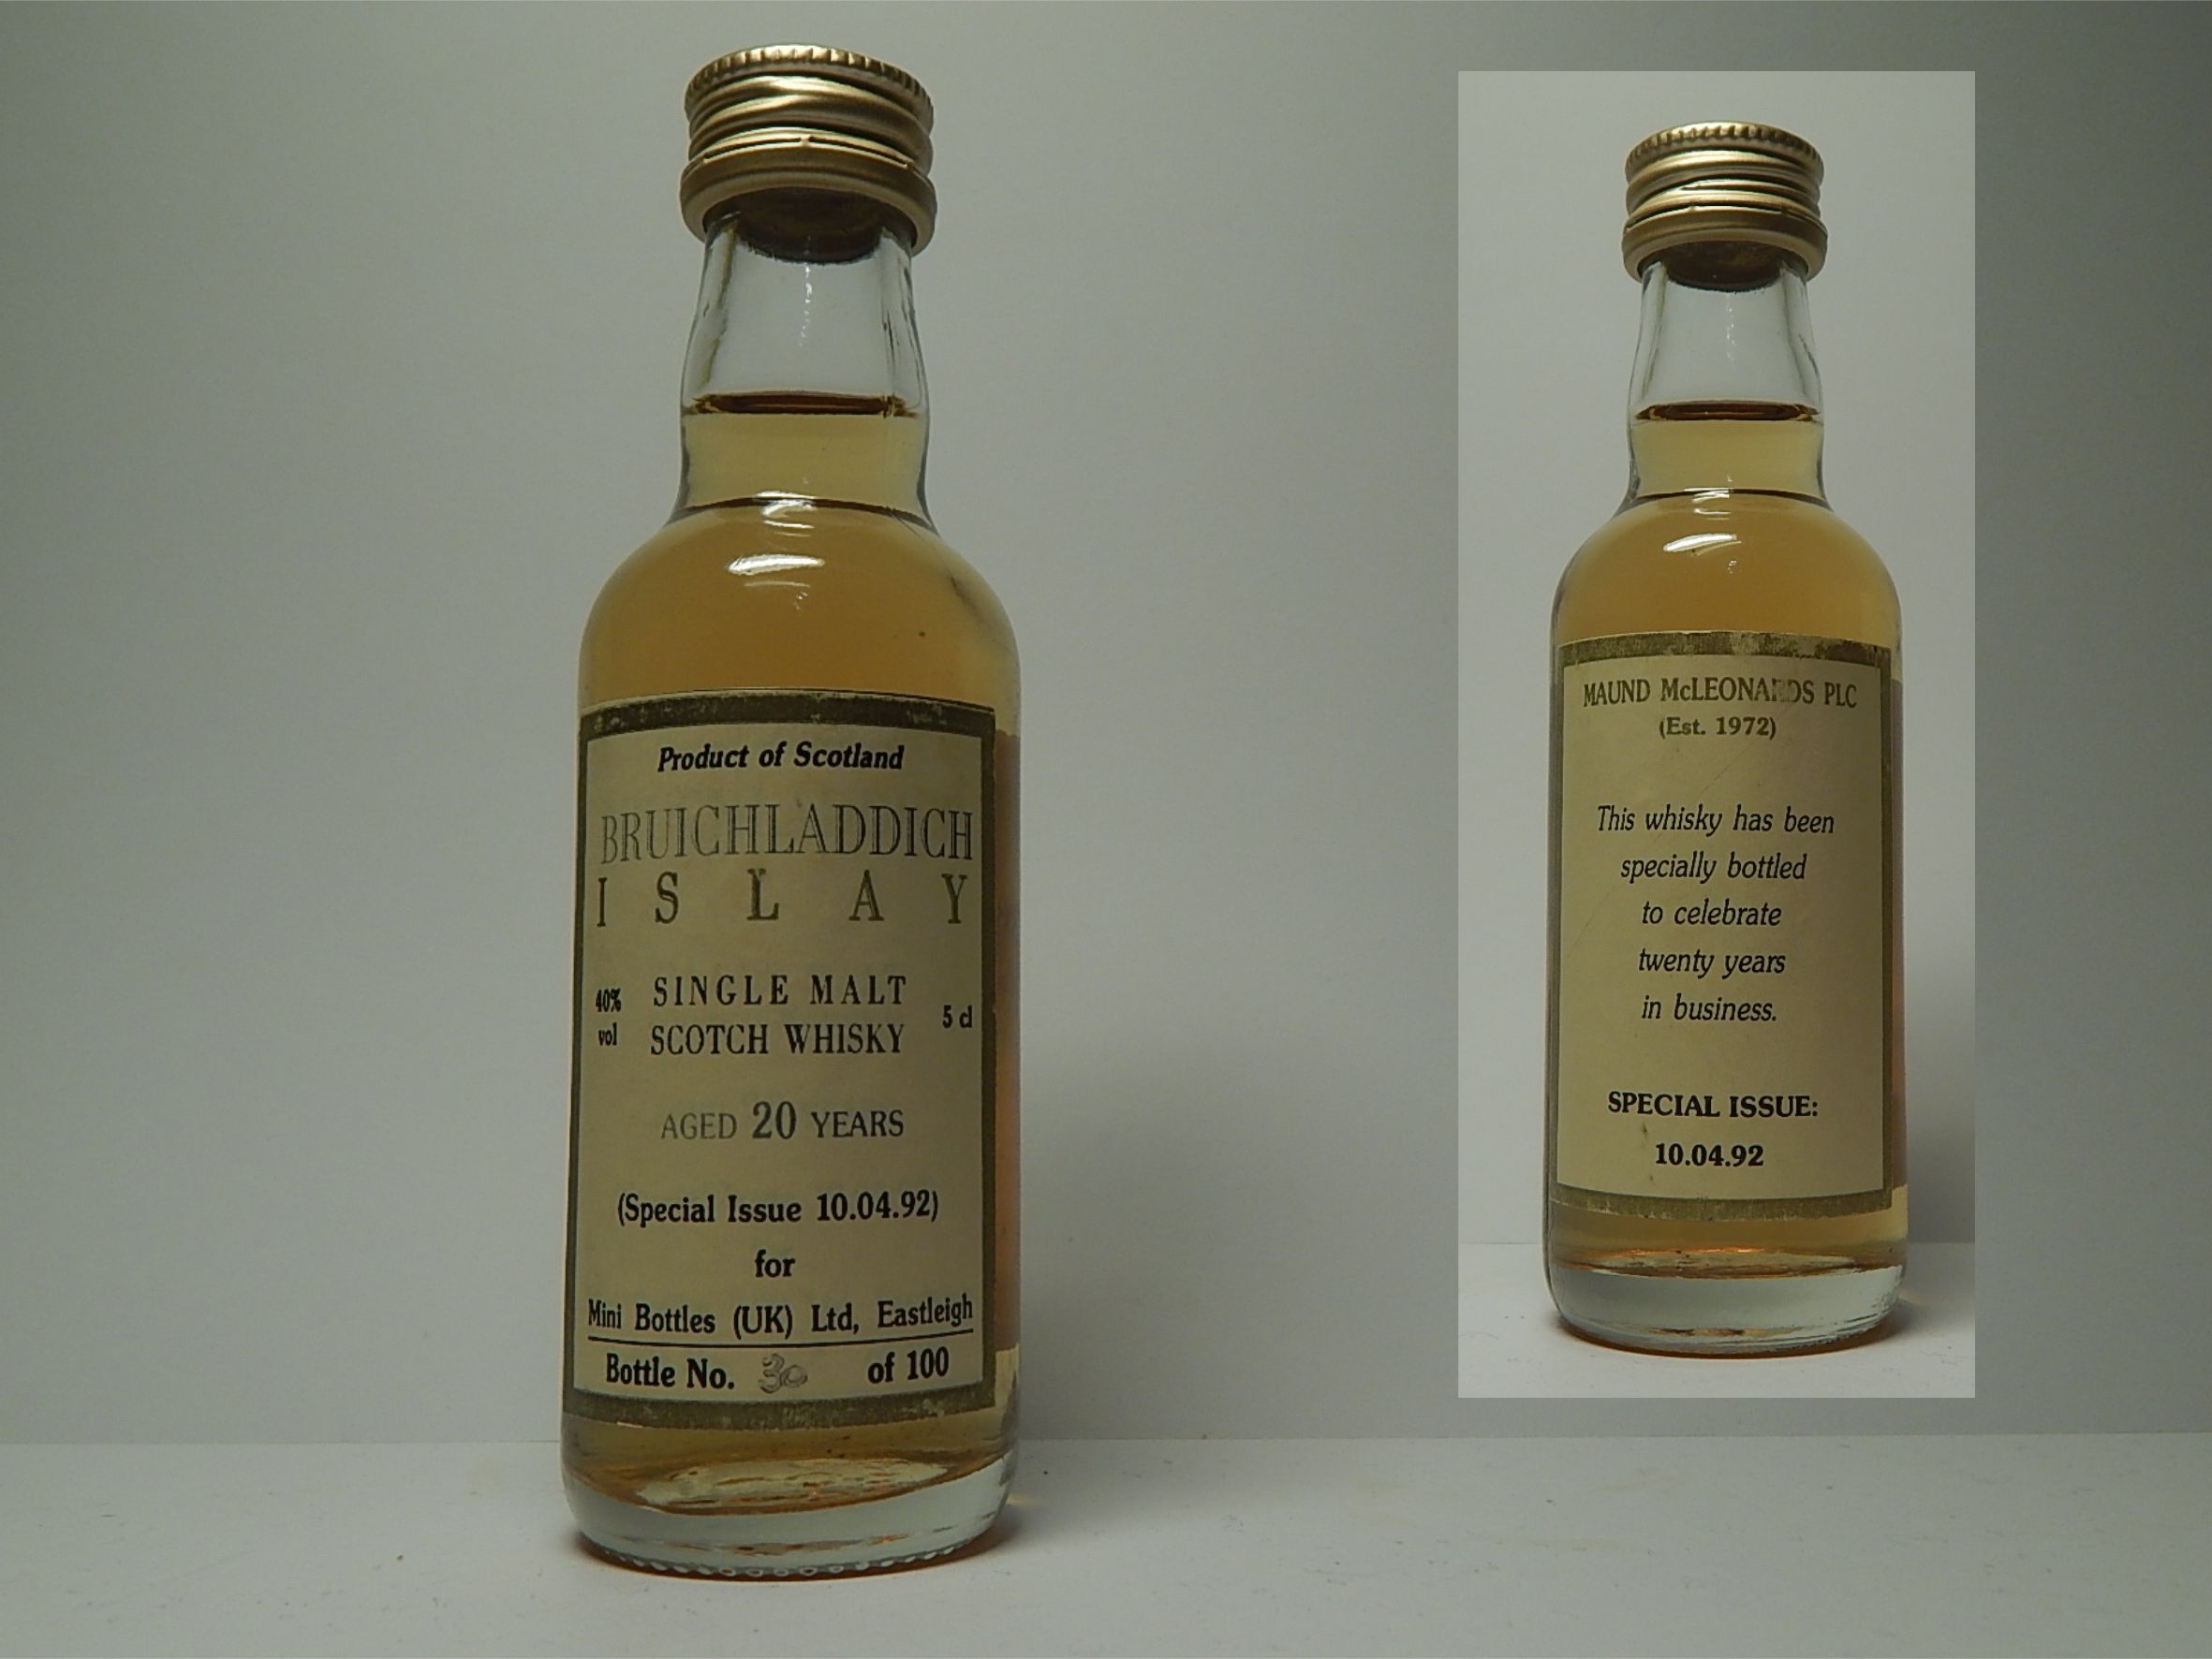 Product of Scotland
BRUICHLADDICH
ISLAY
40% vol
SINGLE MALT
SCOTCH WHISKY
5 cl
AGED 20 YEARS
(Special Issue 10.04.92)
for
Mini Bottles (UK) Ltd, Eastleigh
Bottle No. 30 of 100
MAUND McLEONARDS PLC
(Est. 1972)
This whisky has been
specially bottled
to celebrate
twenty years
in business.
SPECIAL ISSUE:
10.04.92